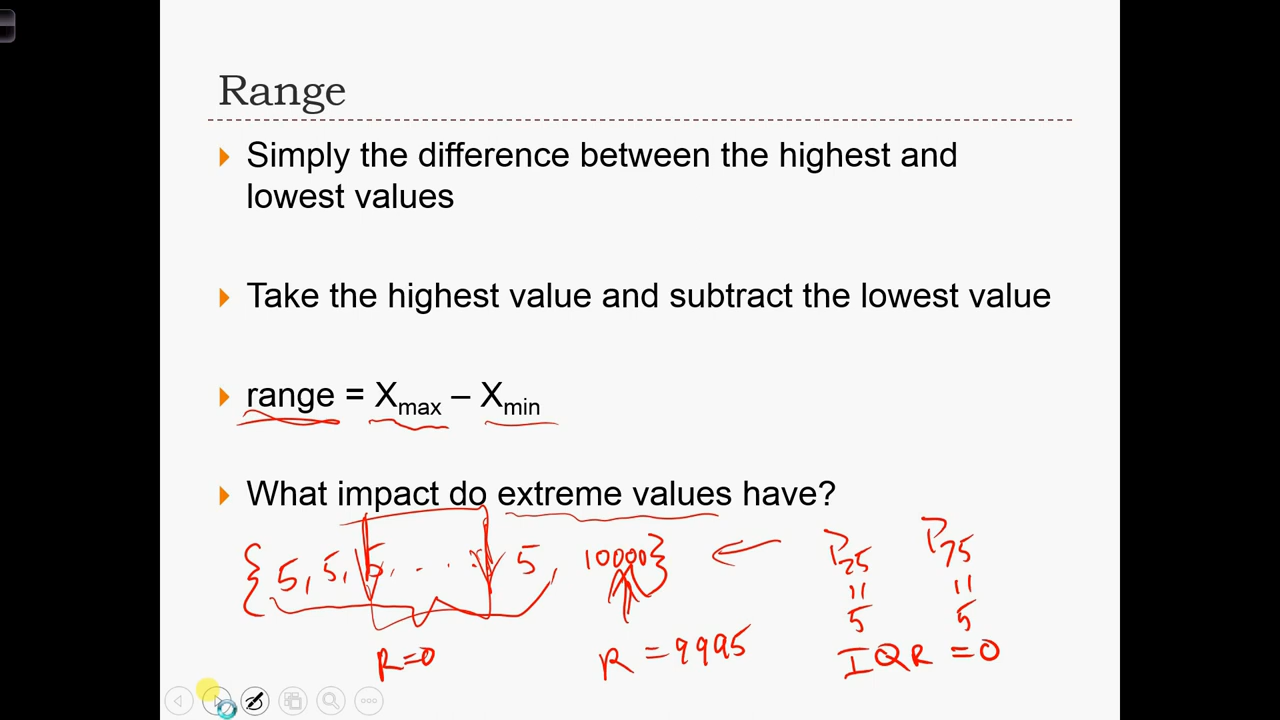 Range
Simply the difference between the highest and
lowest values
Take the highest value and subtract the lowest value
range = Xmax – Xmin
What impact do extreme values have?
{5, 5, 5, . . . 5, 10000}
P25 P75
= =
5 5
R=0
R = 9995
IQR = 0